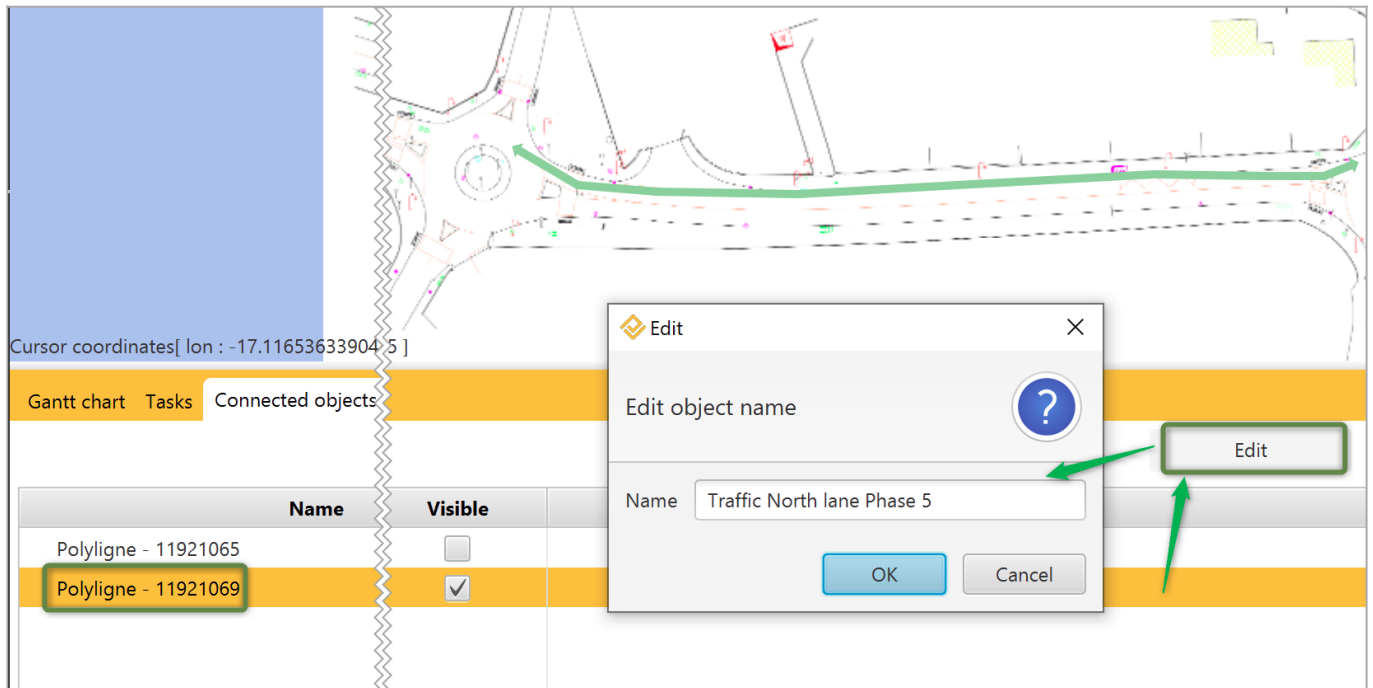 Cursor coordinates[ lon : -17.11653633904 5 ]
Edit
Gantt chart Tasks Connected objects
Edit object name
?
Edit
Name Visible
Name Traffic North lane Phase 5
Polyligne - 11921065
OK Cancel
Polyligne - 11921069